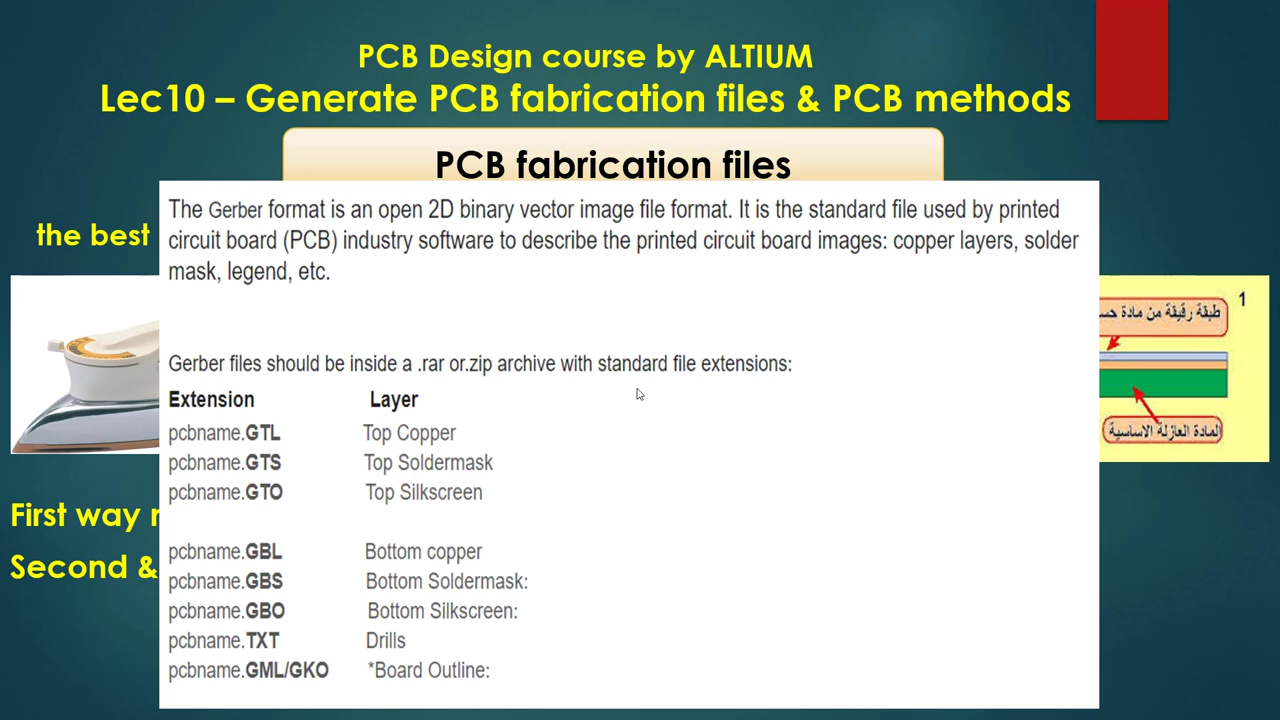 PCB Design course by ALTIUM
Lec10 – Generate PCB fabrication files & PCB methods
PCB fabrication files
The Gerber format is an open 2D binary vector image file format. It is the standard file used by printed
circuit board (PCB) industry software to describe the printed circuit board images: copper layers, solder
mask, legend, etc.
the best
Gerber files should be inside a .rar or.zip archive with standard file extensions:
Extension Layer
pcbname.GTL Top Copper
pcbname.GTS Top Soldermask
pcbname.GTO Top Silkscreen
pcbname.GBL Bottom copper
pcbname.GBS Bottom Soldermask:
pcbname.GBO Bottom Silkscreen:
pcbname.TXT Drills
pcbname.GML/GKO *Board Outline:
First way
Second &
1
طبقة رقيقة من مادة
المادة العازلة الاساسية